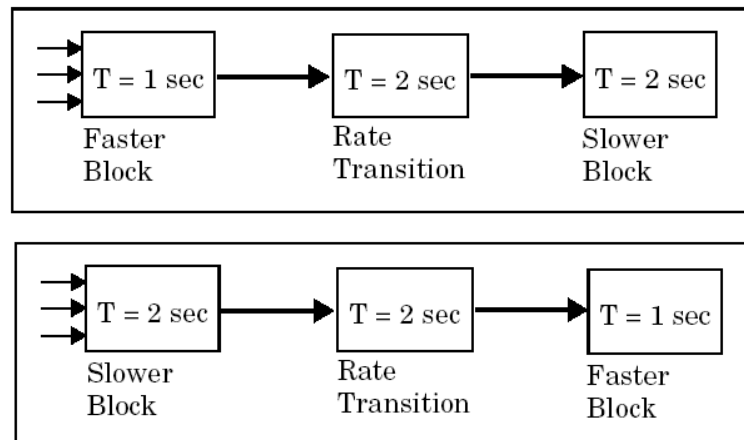 T = 1 sec
T = 2 sec
T = 2 sec
Faster
Block
Rate
Transition
Slower
Block
T = 2 sec
T = 2 sec
T = 1 sec
Slower
Block
Rate
Transition
Faster
Block